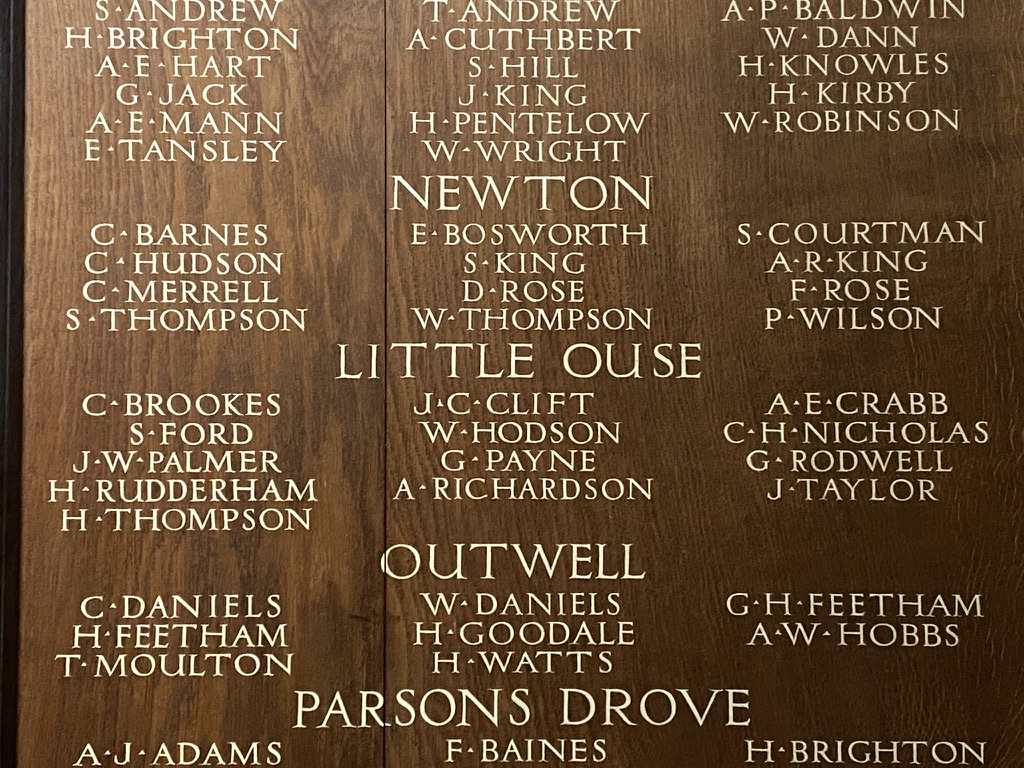 S·ANDREW T·ANDREW A·P·BALDWIN
H·BRIGHTON A·CUTHBERT W·DANN
A·E·HART S·HILL H·KNOWLES
G·JACK J·KING H·KIRBY
A·E·MANN H·PENTELOW W·ROBINSON
E·TANSLEY W·WRIGHT
NEWTON
C·BARNES E·BOSWORTH S·COURTMAN
C·HUDSON S·KING A·R·KING
C·MERRELL D·ROSE F·ROSE
S·THOMPSON W·THOMPSON P·WILSON
LITTLE OUSE
C·BROOKES J·C·CLIFT A·E·CRABB
S·FORD W·HODSON C·H·NICHOLAS
J·W·PALMER G·PAYNE G·RODWELL
H·RUDDERHAM A·RICHARDSON J·TAYLOR
H·THOMPSON
OUTWELL
C·DANIELS W·DANIELS G·H·FEETHAM
H·FEETHAM H·GOODALE A·W·HOBBS
T·MOULTON H·WATTS
PARSONS DROVE
A·J·ADAMS F·BAINES H·BRIGHTON